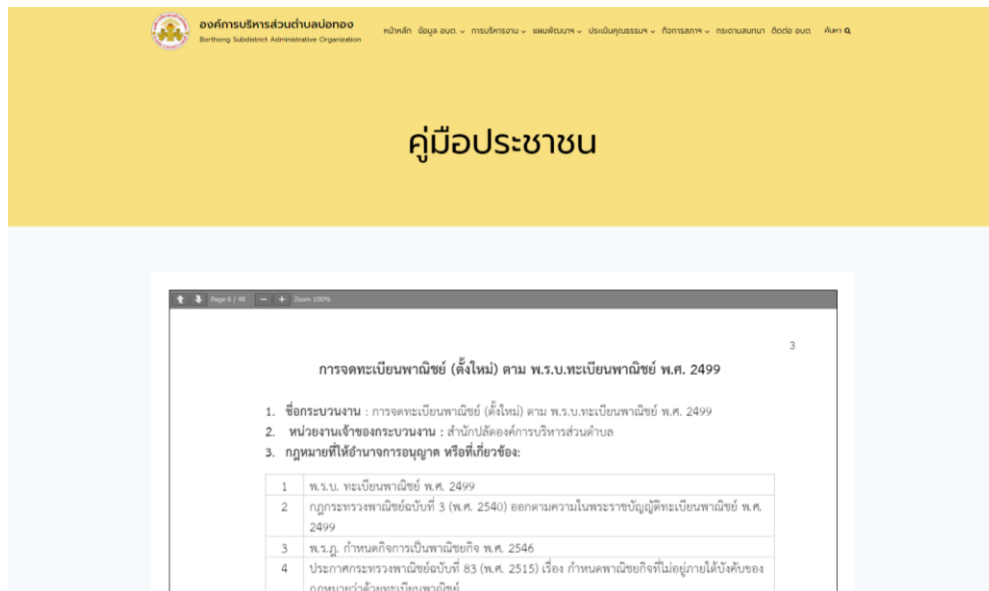 องค์การบริหารส่วนตำบลบ่อทอง
Borthong Subdistrict Administrative Organization
หน้าหลัก ข้อมูล อบต. การบริหารงาน แผนพัฒนาฯ ประเมินคุณธรรมฯ กิจการสภาฯ กระดานสนทนา ติดต่อ อบต. ค้นหา
คู่มือประชาชน
Page 6 / 48 Zoom 100%
3
การจดทะเบียนพาณิชย์ (ตั้งใหม่) ตาม พ.ร.บ.ทะเบียนพาณิชย์ พ.ศ. 2499
1. ชื่อกระบวนงาน : การจดทะเบียนพาณิชย์ (ตั้งใหม่) ตาม พ.ร.บ.ทะเบียนพาณิชย์ พ.ศ. 2499
2. หน่วยงานเจ้าของกระบวนงาน : สำนักปลัดองค์การบริหารส่วนตำบล
3. กฎหมายที่ให้อำนาจการอนุญาต หรือที่เกี่ยวข้อง:
1 พ.ร.บ. ทะเบียนพาณิชย์ พ.ศ. 2499
2 กฎกระทรวงพาณิชย์ฉบับที่ 3 (พ.ศ. 2540) ออกตามความในพระราชบัญญัติทะเบียนพาณิชย์ พ.ศ.
2499
3 พ.ร.ฎ. กำหนดกิจการเป็นพาณิชยกิจ พ.ศ. 2546
4 ประกาศกระทรวงพาณิชย์ฉบับที่ 83 (พ.ศ. 2515) เรื่อง กำหนดพาณิชยกิจที่ไม่อยู่ภายใต้บังคับของ
กฎหมายว่าด้วยทะเบียนพาณิชย์